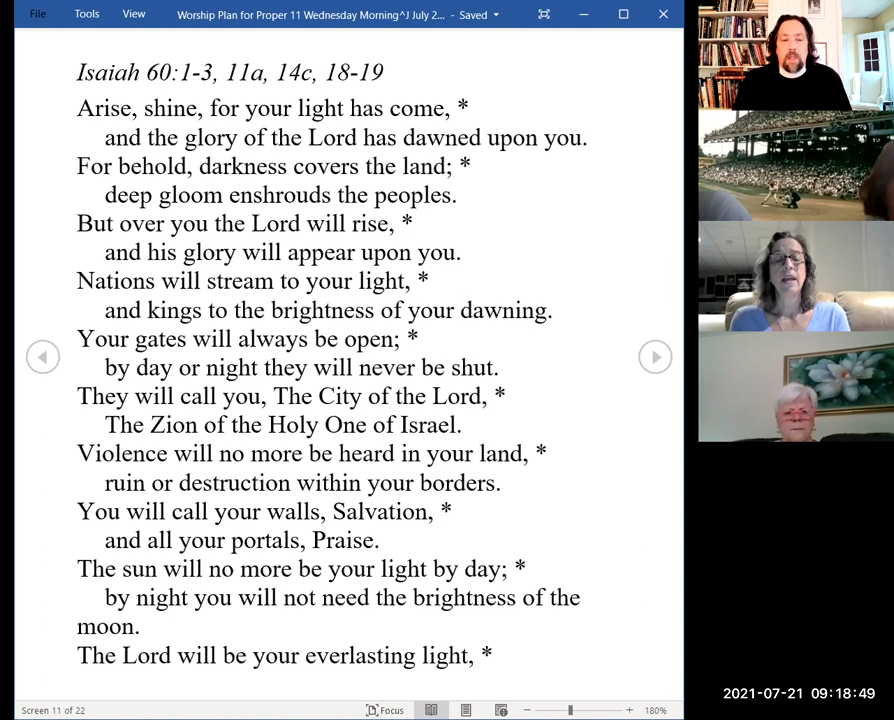 File Tools View Worship Plan for Proper 11 Wednesday Morning^J July 2... - Saved
Isaiah 60:1-3, 11a, 14c, 18-19
Arise, shine, for your light has come, *
and the glory of the Lord has dawned upon you.
For behold, darkness covers the land; *
deep gloom enshrouds the peoples.
But over you the Lord will rise, *
and his glory will appear upon you.
Nations will stream to your light, *
and kings to the brightness of your dawning.
Your gates will always be open; *
by day or night they will never be shut.
They will call you, The City of the Lord, *
The Zion of the Holy One of Israel.
Violence will no more be heard in your land, *
ruin or destruction within your borders.
You will call your walls, Salvation, *
and all your portals, Praise.
The sun will no more be your light by day; *
by night you will not need the brightness of the
moon.
The Lord will be your everlasting light, *
Screen 11 of 22 Focus 180%
2021-07-21 09:18:49